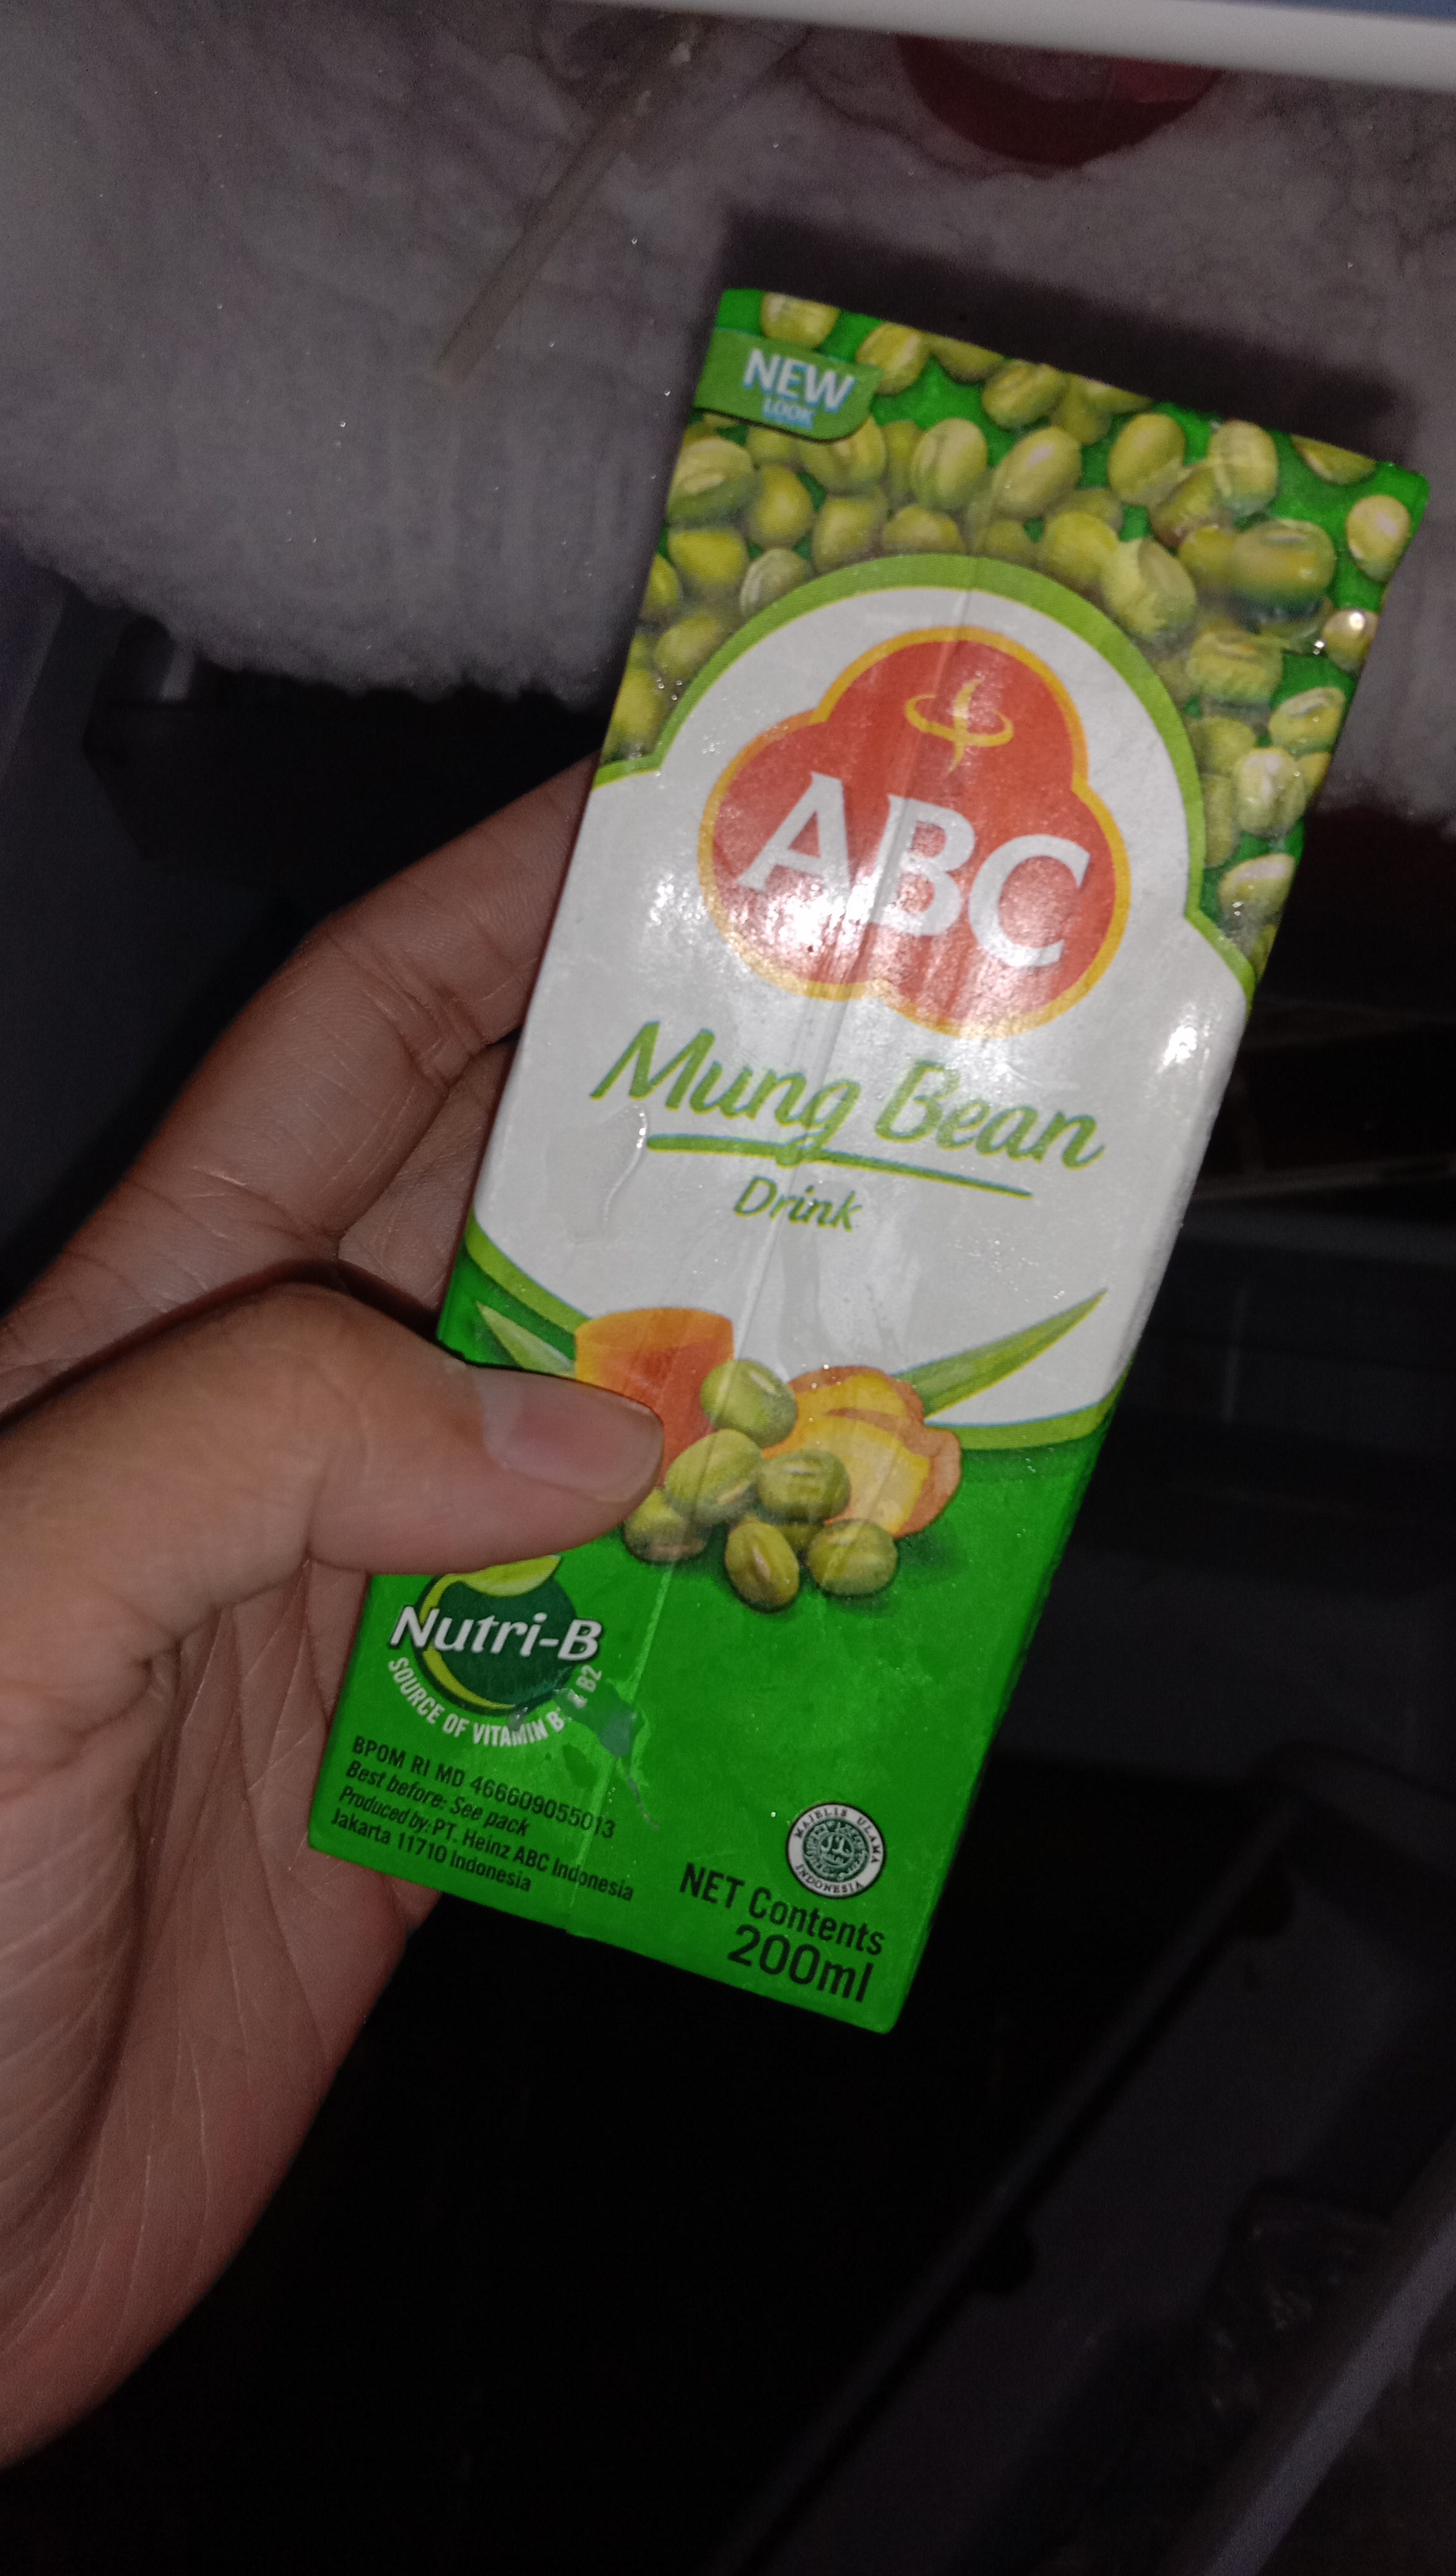 NEW
LOOK
ABC
Mung Bean
Drink
Nutri-B
SOURCE OF VITAMIN B1 & B2
BPOM RI MD 466609055013
Best before: See pack
Produced by: PT. Heinz ABC Indonesia
Jakarta 11710 Indonesia
MAJELIS ULAMA
INDONESIA
NET Contents
200ml